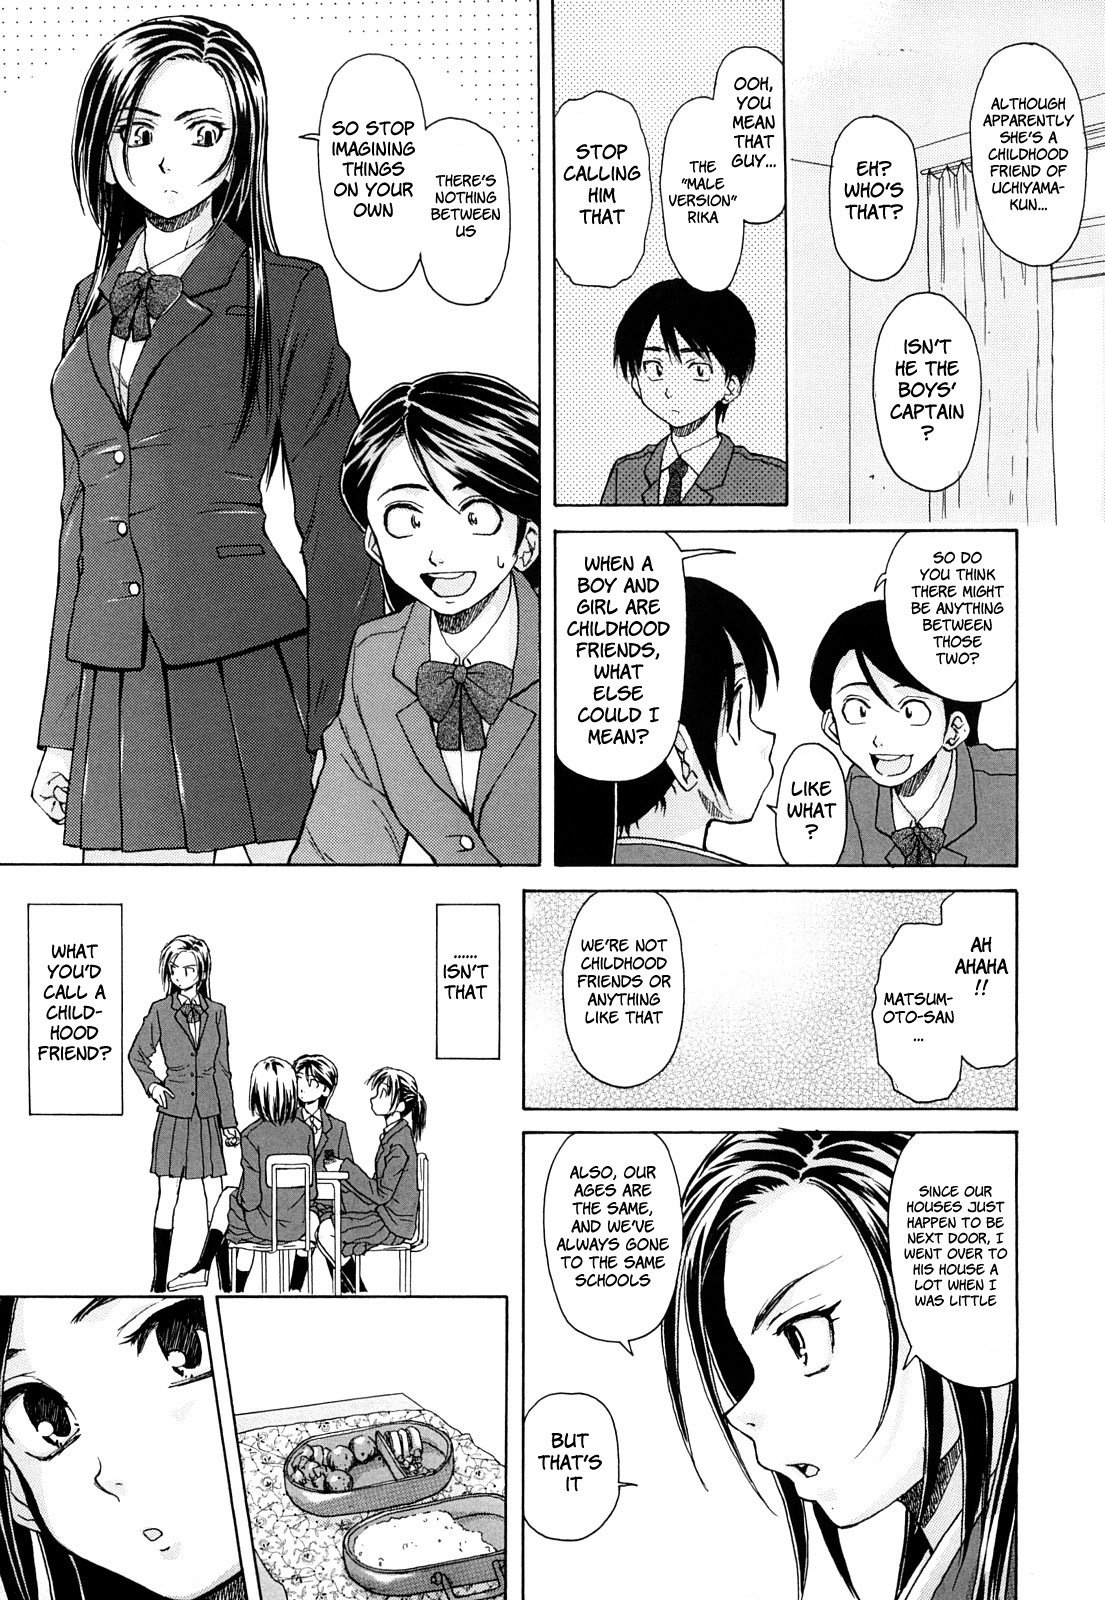 ALTHOUGH
APPARENTLY
SHE'S A
CHILDHOOD
FRIEND OF
UCHIYAMA-
KUN...
EH?
WHO'S
THAT?
ISN'T
HE THE
BOYS'
CAPTAIN
?
OOH,
YOU
MEAN
THAT
GUY...
THE
"MALE
VERSION"
RIKA
STOP
CALLING
HIM
THAT
SO DO
YOU THINK
THERE MIGHT
BE ANYTHING
BETWEEN
THOSE
TWO?
LIKE
WHAT
?
WHEN A
BOY AND
GIRL ARE
CHILDHOOD
FRIENDS,
WHAT
ELSE
COULD I
MEAN?
THERE'S
NOTHING
BETWEEN
US
SO STOP
IMAGINING
THINGS
ON YOUR
OWN
AH
AHAHA
!!
MATSUM-
OTO-SAN
...
WE'RE NOT
CHILDHOOD
FRIENDS OR
ANYTHING
LIKE THAT
SINCE OUR
HOUSES JUST
HAPPEN TO BE
NEXT DOOR, I
WENT OVER TO
HIS HOUSE A
LOT WHEN I
WAS LITTLE
ALSO, OUR
AGES ARE
THE SAME,
AND WE'VE
ALWAYS GONE
TO THE SAME
SCHOOLS
BUT
THAT'S
IT
......
ISN'T
THAT
WHAT
YOU'D
CALL A
CHILD-
HOOD
FRIEND?